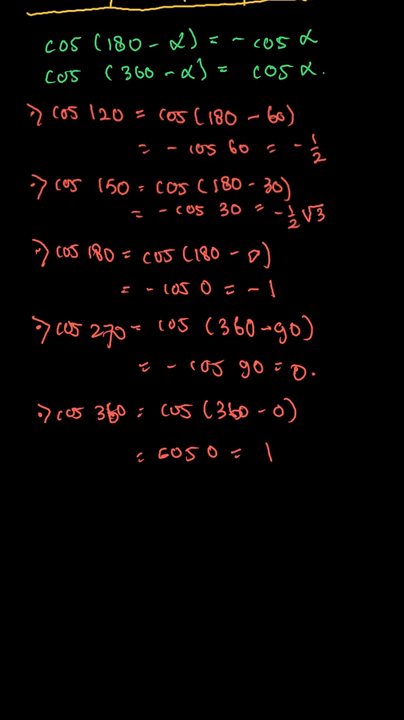 cos (180 - α) = - cos α
cos (360 - α) = cos α.
·> cos 120 = cos (180 - 60)
= - cos 60 = - 1/2
·> cos 150 = cos (180 - 30)
= - cos 30 = - 1/2 √3
·> cos 180 = cos (180 - 0)
= - cos 0 = - 1
·> cos 270 = cos (360 - 90)
= - cos 90 = 0.
·> cos 360 = cos (360 - 0)
= cos 0 = 1